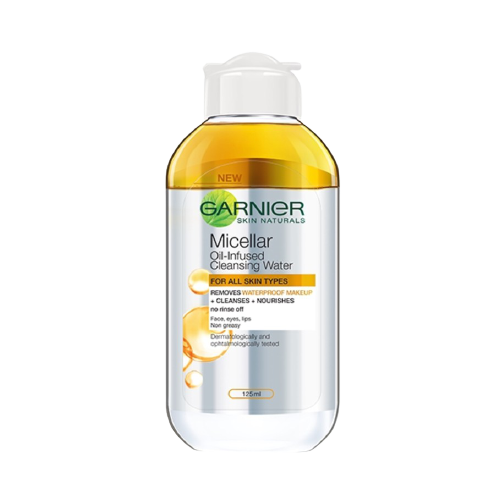 NEW
GARNIER
SKIN NATURALS
Micellar
Oil-Infused
Cleansing Water
FOR ALL SKIN TYPES
REMOVES WATERPROOF MAKEUP
+ CLEANSES + NOURISHES
no rinse off
Face, eyes, lips
Non greasy
Dermatologically and
ophtalmologically tested
125ml